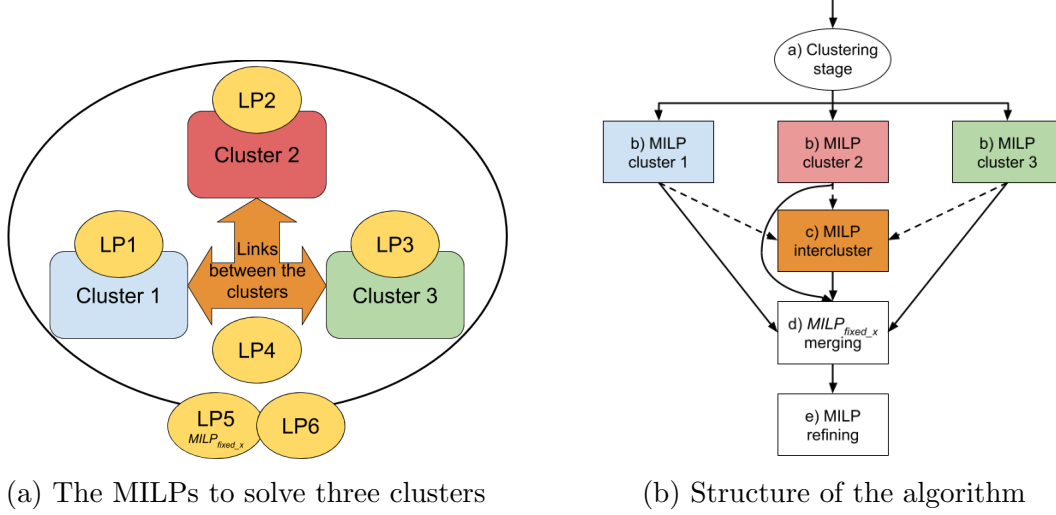 LP2
Cluster 2
LP1
Cluster 1
Links
between the
clusters
LP3
Cluster 3
LP4
LP5
MILP_fixed_x
LP6
(a) The MILPs to solve three clusters
a) Clustering
stage
b) MILP
cluster 1
b) MILP
cluster 2
b) MILP
cluster 3
c) MILP
intercluster
d) MILP_fixed_x
merging
e) MILP
refining
(b) Structure of the algorithm